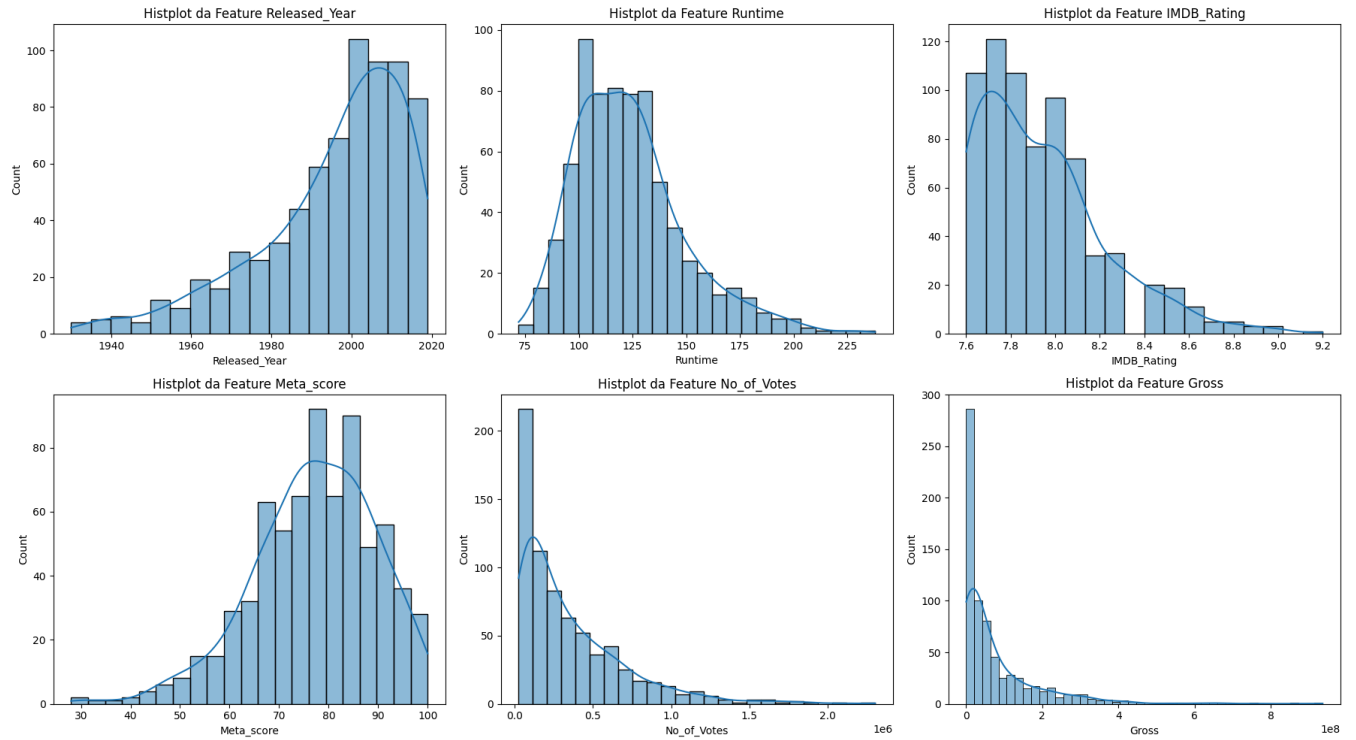 Histplot da Feature Released_Year
Count
100
80
60
40
20
0
1940 1960 1980 2000 2020
Released_Year
Histplot da Feature Runtime
Count
100
80
60
40
20
0
75 100 125 150 175 200 225
Runtime
Histplot da Feature IMDB_Rating
Count
120
100
80
60
40
20
0
7.6 7.8 8.0 8.2 8.4 8.6 8.8 9.0 9.2
IMDB_Rating
Histplot da Feature Meta_score
Count
80
60
40
20
0
30 40 50 60 70 80 90 100
Meta_score
Histplot da Feature No_of_Votes
Count
200
150
100
50
0
0.0 0.5 1.0 1.5 2.0
1e6
No_of_Votes
Histplot da Feature Gross
Count
300
250
200
150
100
50
0
0 2 4 6 8
1e8
Gross